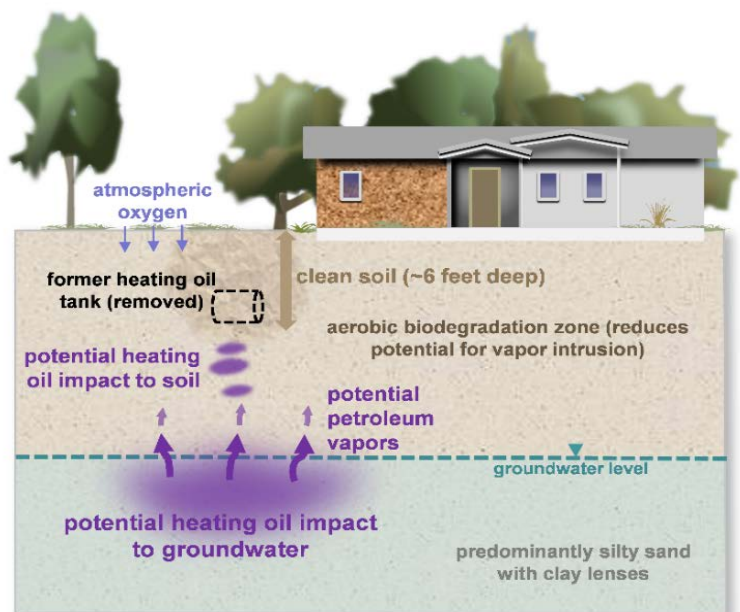 atmospheric
oxygen
former heating oil
tank (removed)
clean soil (~6 feet deep)
aerobic biodegradation zone (reduces
potential for vapor intrusion)
potential heating
oil impact to soil
potential
petroleum
vapors
groundwater level
potential heating oil impact
to groundwater
predominantly silty sand
with clay lenses